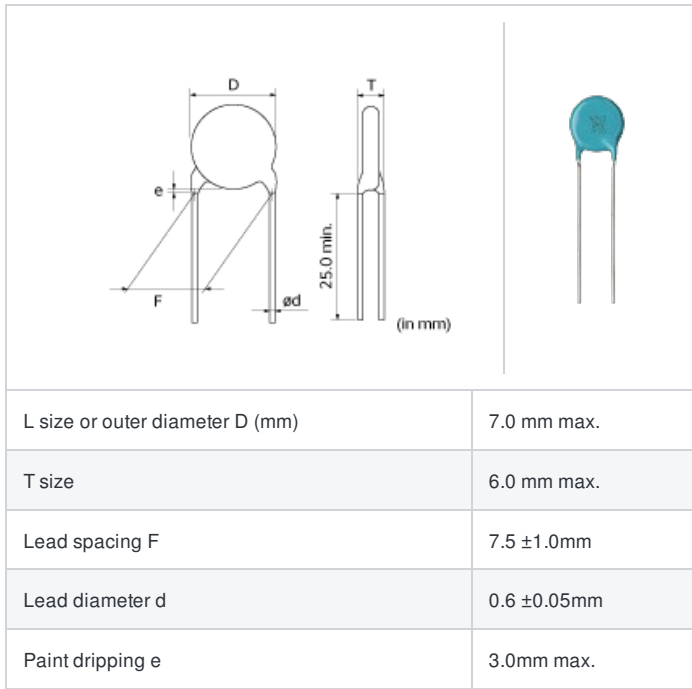 D
T
e
F
ød
25.0 min.
(in mm)
L size or outer diameter D (mm) 7.0 mm max.
T size 6.0 mm max.
Lead spacing F 7.5 ±1.0mm
Lead diameter d 0.6 ±0.05mm
Paint dripping e 3.0mm max.